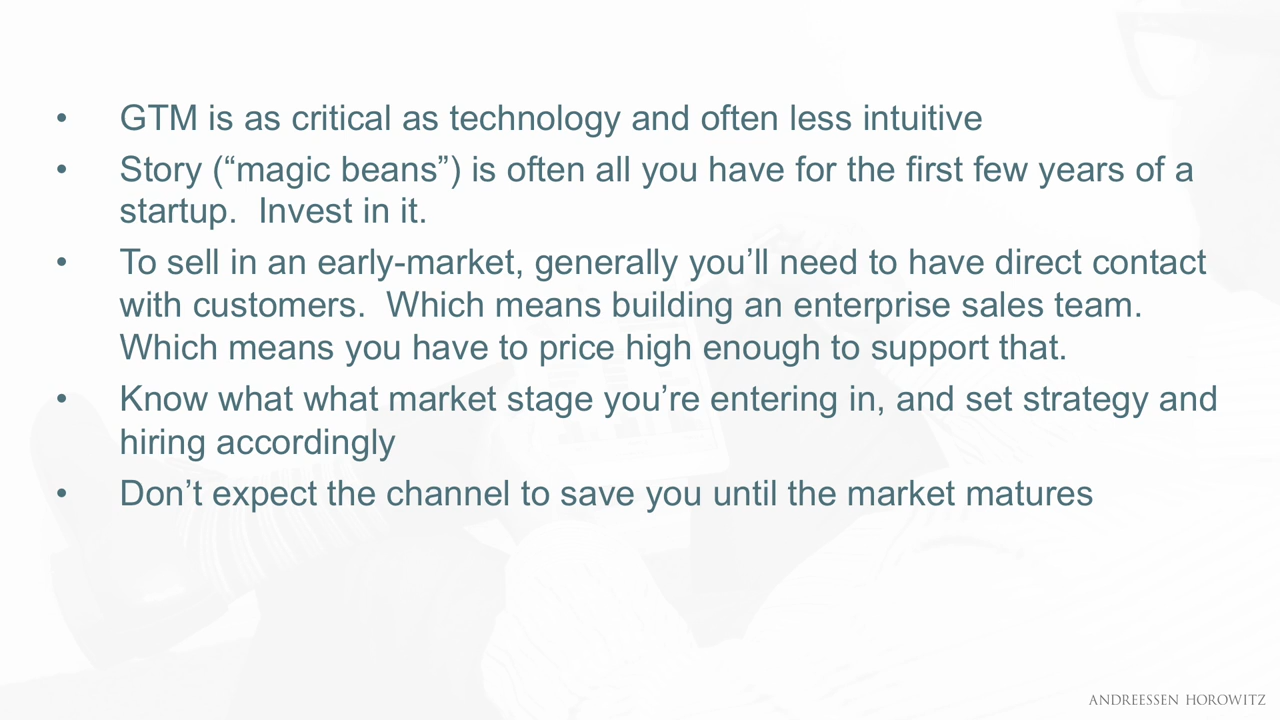 • GTM is as critical as technology and often less intuitive
• Story (“magic beans”) is often all you have for the first few years of a
startup.  Invest in it.
• To sell in an early-market, generally you’ll need to have direct contact
with customers.  Which means building an enterprise sales team.
Which means you have to price high enough to support that.
• Know what what market stage you’re entering in, and set strategy and
hiring accordingly
• Don’t expect the channel to save you until the market matures
ANDREESSEN HOROWITZ